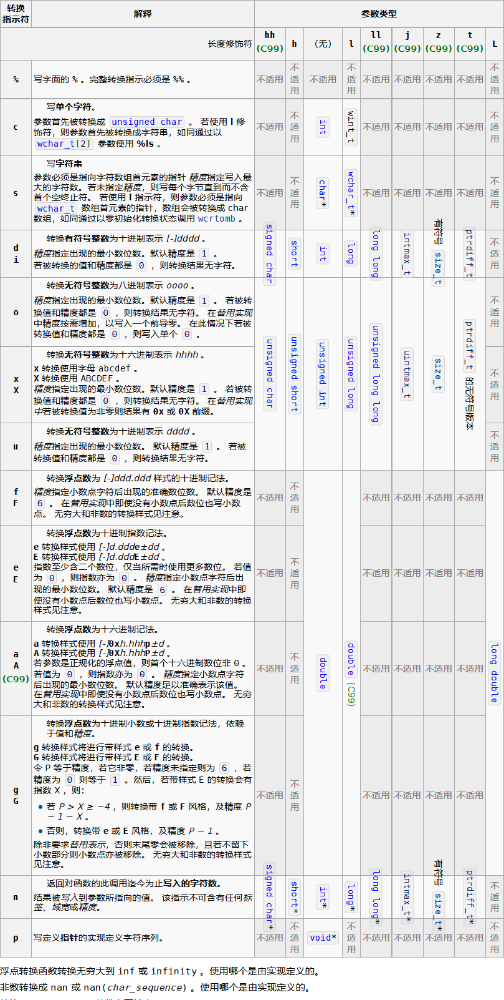 转换
指示符
解释
参数类型
长度修饰符
hh
(C99)
h
(无)
l
ll
(C99)
j
(C99)
z
(C99)
t
(C99)
L
%
写字面的 % 。完整转换指示必须是 %% 。
不适用
不适用
不适用
不适用
不适用
不适用
不适用
不适用
不适用
c
写单个字符。
参数首先被转换成 unsigned char 。 若使用 l 修
饰符，则参数首先被转换成字符串，如同通过以
wchar_t[2] 参数使用 %ls 。
不适用
不适用
int
wint_t
不适用
不适用
不适用
不适用
不适用
s
写字符串
参数必须是指向字符数组首元素的指针 精度指定写入最
大的字符数。若未指定精度，则写每个字节直到而不含
首个空终止符。 若使用 l 指示符，则参数必须是指向
wchar_t 数组首元素的指针，数组会被转换成 char
数组，如同通过以零初始化转换状态调用 wcrtomb 。
不适用
不适用
char*
wchar_t*
不适用
不适用
不适用
不适用
不适用
d
i
转换有符号整数为十进制表示 [-]dddd 。
精度指定出现的最小数位数。默认精度是 1 。
若被转换的值和精度都是 0 ，则转换结果无字符。
signed char
short
int
long
long long
intmax_t
有符号 size_t
ptrdiff_t
不适用
o
转换无符号整数为八进制表示 oooo 。
精度指定出现的最小数位数。默认精度是 1 。 若被转
换值和精度都是 0 ，则转换结果无字符。 在替用实现
中精度按需增加，以写入一个前导零。 在此情况下若被
转换值和精度都是 0 ，则写入单个 0 。
unsigned char
unsigned short
unsigned int
unsigned long
unsigned long long
uintmax_t
size_t
ptrdiff_t 的无符号版本
不适用
x
X
转换无符号整数为十六进制表示 hhhh 。
x 转换使用字母 abcdef 。
X 转换使用 ABCDEF 。
精度指定出现的最小数位数。默认精度是 1 。 若被转
换值和精度都是 0 ，则转换结果无字符。 在替用实现
中若被转换值为非零则结果有 0x 或 0X 前缀。
不适用
u
转换无符号整数为十进制表示 dddd 。
精度指定出现的最小数位数。 默认精度是 1 。 若被
转换值和精度都是 0 ，则转换结果无字符。
不适用
f
F
转换浮点数为 [-]ddd.ddd 样式的十进制记法。
精度指定小数点字符后出现的准确数位数。 默认精度是
6 。 在替用实现中即使没有小数点后数位也写小数
点。 无穷大和非数的转换样式见注意。
不适用
不适用
double
double (C99)
不适用
不适用
不适用
不适用
long double
e
E
转换浮点数为十进制指数记法。
e 转换样式使用 [-]d.ddde±dd 。
E 转换样式使用 [-]d.dddE±dd 。
指数至少含二个数位，仅当所需时使用更多数位。 若值
为 0 ，则指数亦为 0 。 精度指定小数点字符后出
现的最小数位数。 默认精度是 6 。 在替用实现中即
使没有小数点后数位也写小数点。 无穷大和非数的转换
样式见注意。
不适用
不适用
不适用
不适用
不适用
不适用
a
A
(C99)
转换浮点数为十六进制记法。
a 转换样式使用 [-]0xh.hhhp±d 。
A 转换样式使用 [-]0Xh.hhhP±d 。
若参数是正规化的浮点值，则首个十六进制数位非 0 。
若值为 0 ，则指数亦为 0 。 精度指定小数点字符
后出现的最小数位数。 默认精度足以准确表示该值。
在替用实现中即使没有小数点后数位也写小数点。 无穷
大和非数的转换样式见注意。
不适用
不适用
不适用
不适用
不适用
不适用
g
G
转换浮点数为十进制小数或十进制指数记法，依赖
于值和精度。
g 转换样式将进行带样式 e 或 f 的转换。
G 转换样式将进行带样式 E 或 F 的转换。
令 P 等于精度，若它非零，若精度未指定则为 6 ，若
精度为 0 则等于 1 。然后，若带样式 E 的转换会有
指数 X ，则：
• 若 P > X ≥ −4 ，则转换带 f 或 F 风格，及精度 P
− 1 − X 。
• 否则，转换带 e 或 E 风格，及精度 P − 1 。
除非要求替用表示，否则末尾零会被移除，且若不留下
小数部分则小数点亦被移除。 无穷大和非数的转换样式
见注意。
不适用
不适用
不适用
不适用
不适用
不适用
n
返回对函数的此调用迄今为止写入的字符数。
结果被写入到参数所指向的值。 该指示不可含有任何标
签、域宽或精度。
signed char*
short*
int*
long*
long long*
intmax_t*
有符号 size_t*
ptrdiff_t*
不适用
p
写定义指针的实现定义字符序列。
不适用
不适用
void*
不适用
不适用
不适用
不适用
不适用
不适用
浮点转换函数转换无穷大到 inf 或 infinity 。使用哪个是由实现定义的。
非数转换成 nan 或 nan(char_sequence) 。使用哪个是由实现定义的。